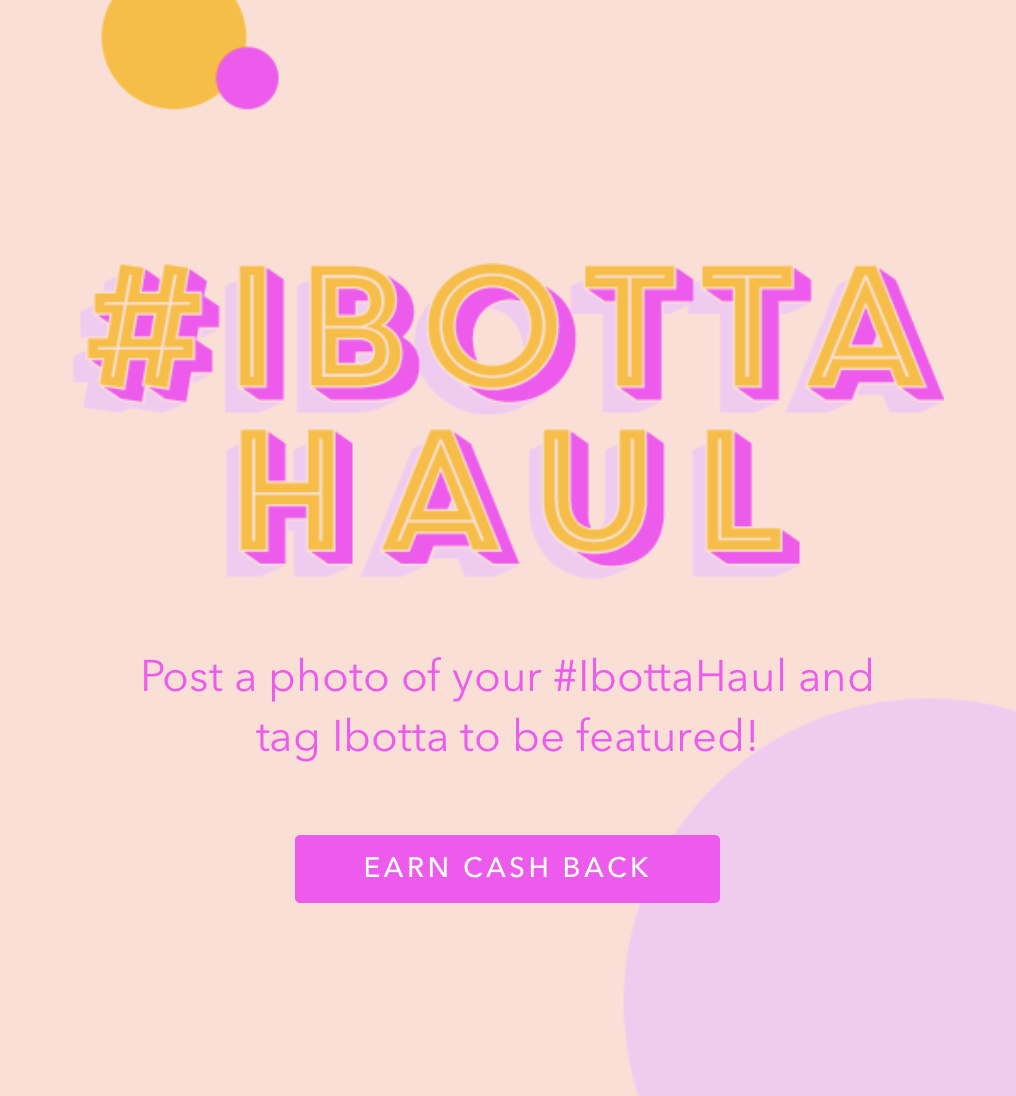 #IBOTTA
HAUL
Post a photo of your #IbottaHaul and
tag Ibotta to be featured!
EARN CASH BACK